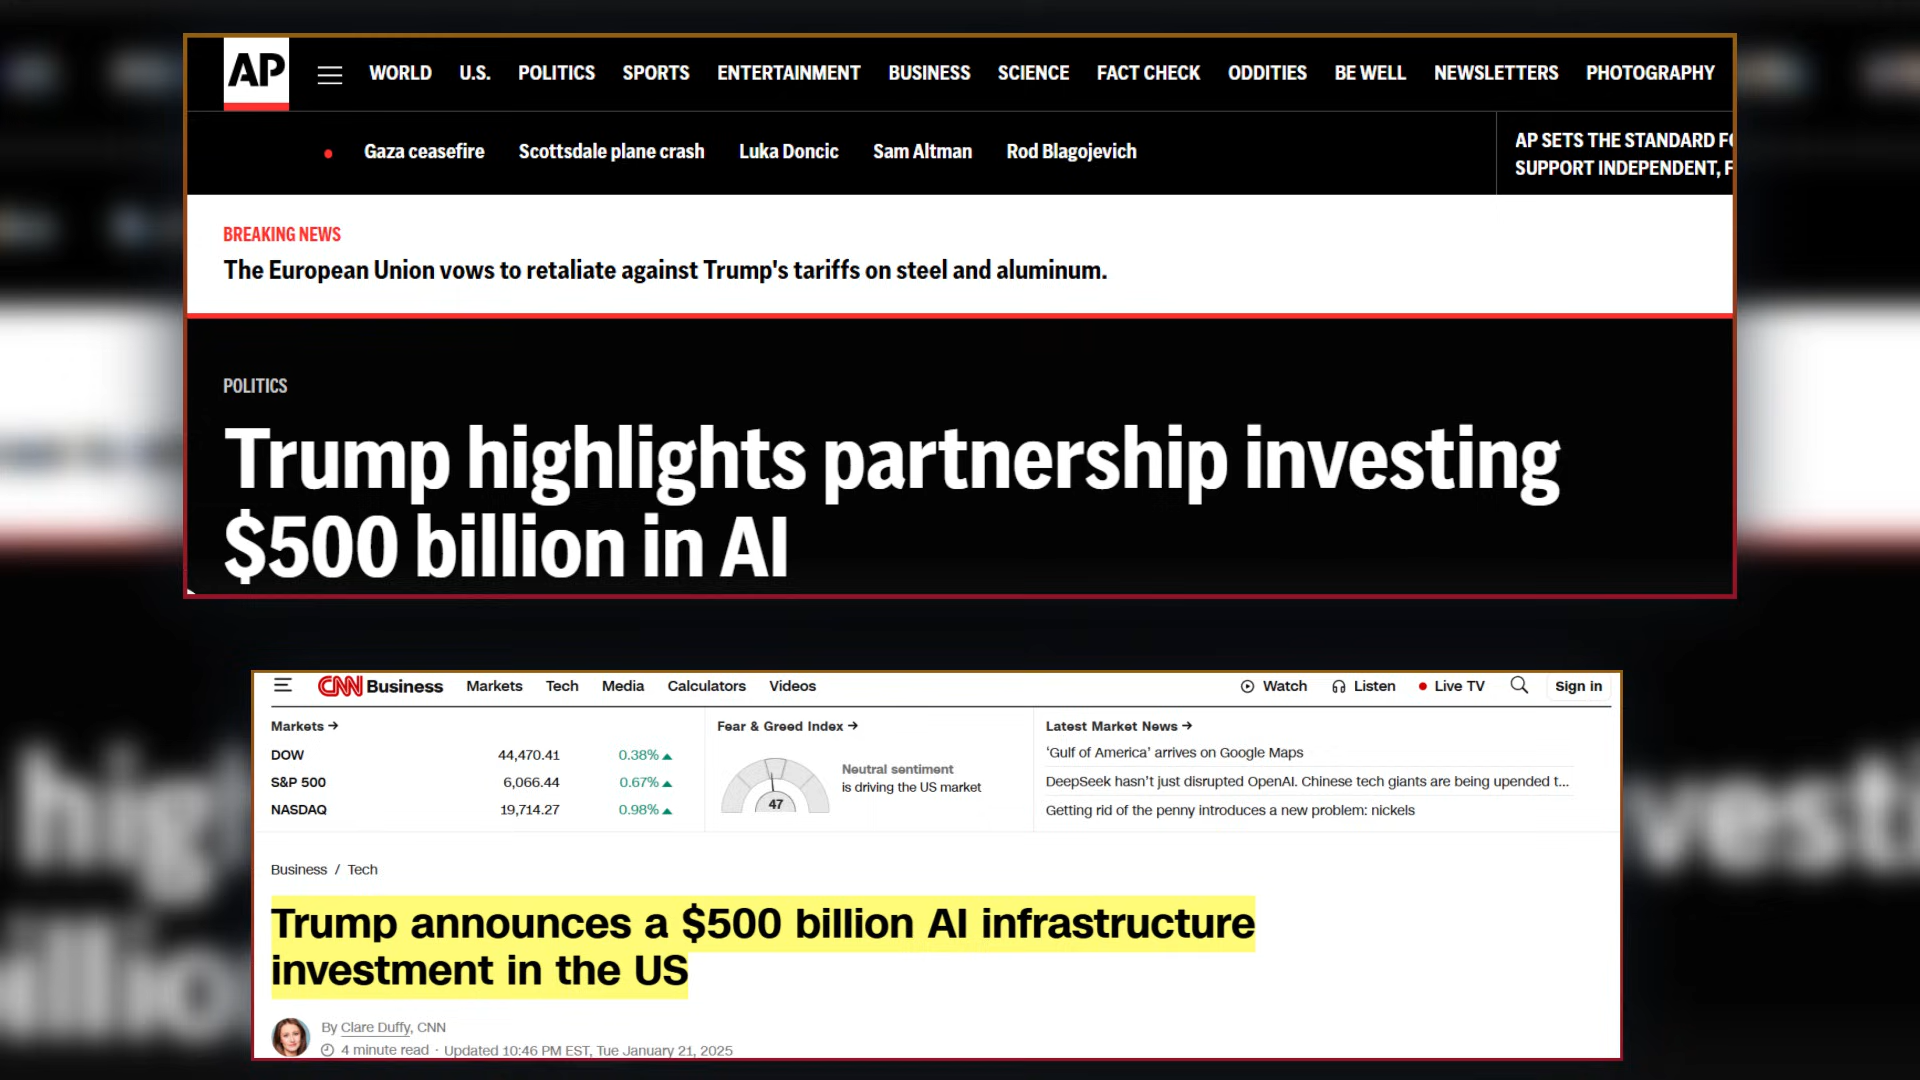 AP
WORLD U.S. POLITICS SPORTS ENTERTAINMENT BUSINESS SCIENCE FACT CHECK ODDITIES BE WELL NEWSLETTERS PHOTOGRAPHY
Gaza ceasefire Scottsdale plane crash Luka Doncic Sam Altman Rod Blagojevich
AP SETS THE STANDARD
SUPPORT INDEPENDENT,
BREAKING NEWS
The European Union vows to retaliate against Trump's tariffs on steel and aluminum.
POLITICS
Trump highlights partnership investing
$500 billion in AI
CNN Business Markets Tech Media Calculators Videos Watch Listen Live TV Sign in
Markets →
DOW 44,470.41 0.38%
S&P 500 6,066.44 0.67%
NASDAQ 19,714.27 0.98%
Fear & Greed Index →
47
Neutral sentiment
is driving the US market
Latest Market News →
‘Gulf of America’ arrives on Google Maps
DeepSeek hasn’t just disrupted OpenAI. Chinese tech giants are being upended t...
Getting rid of the penny introduces a new problem: nickels
Business / Tech
Trump announces a $500 billion AI infrastructure
investment in the US
By Clare Duffy, CNN
4 minute read · Updated 10:46 PM EST, Tue January 21, 2025